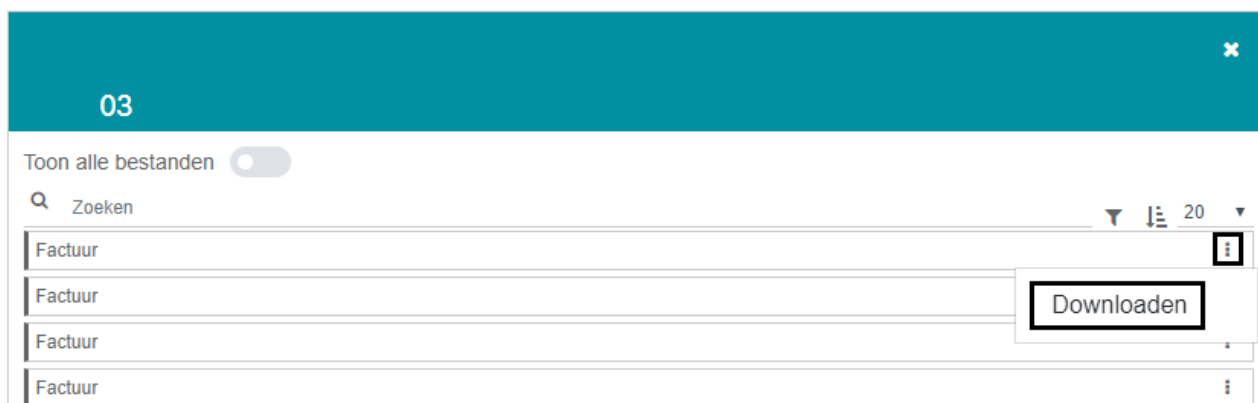 03
Toon alle bestanden
Zoeken
20
Factuur
Factuur
Downloaden
Factuur
Factuur